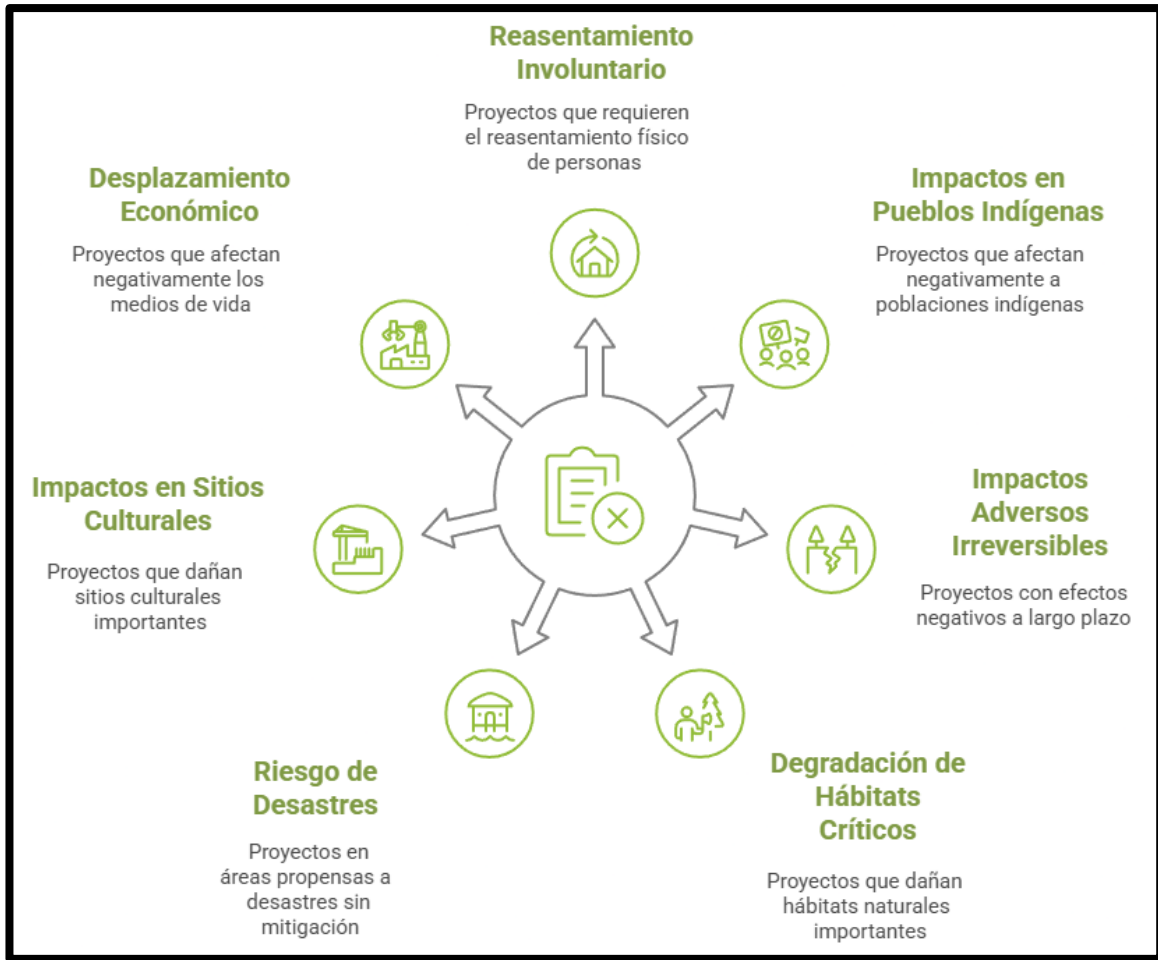 Reasentamiento
Involuntario
Proyectos que requieren
el reasentamiento físico
de personas
Desplazamiento
Económico
Proyectos que afectan
negativamente los
medios de vida
Impactos en
Pueblos Indígenas
Proyectos que afectan
negativamente a
poblaciones indígenas
Impactos en Sitios
Culturales
Proyectos que dañan
sitios culturales
importantes
Impactos
Adversos
Irreversibles
Proyectos con efectos
negativos a largo plazo
Riesgo de
Desastres
Proyectos en
áreas propensas a
desastres sin
mitigación
Degradación de
Hábitats
Críticos
Proyectos que dañan
hábitats naturales
importantes